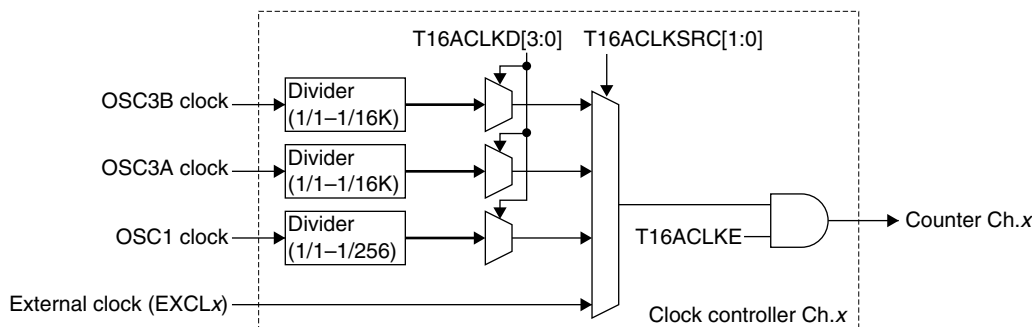 T16ACLKD[3:0] T16ACLKSRC[1:0]
OSC3B clock
Divider
(1/1–1/16K)
OSC3A clock
Divider
(1/1–1/16K)
OSC1 clock
Divider
(1/1–1/256)
T16ACLKE
Counter Ch.x
External clock (EXCLx)
Clock controller Ch.x